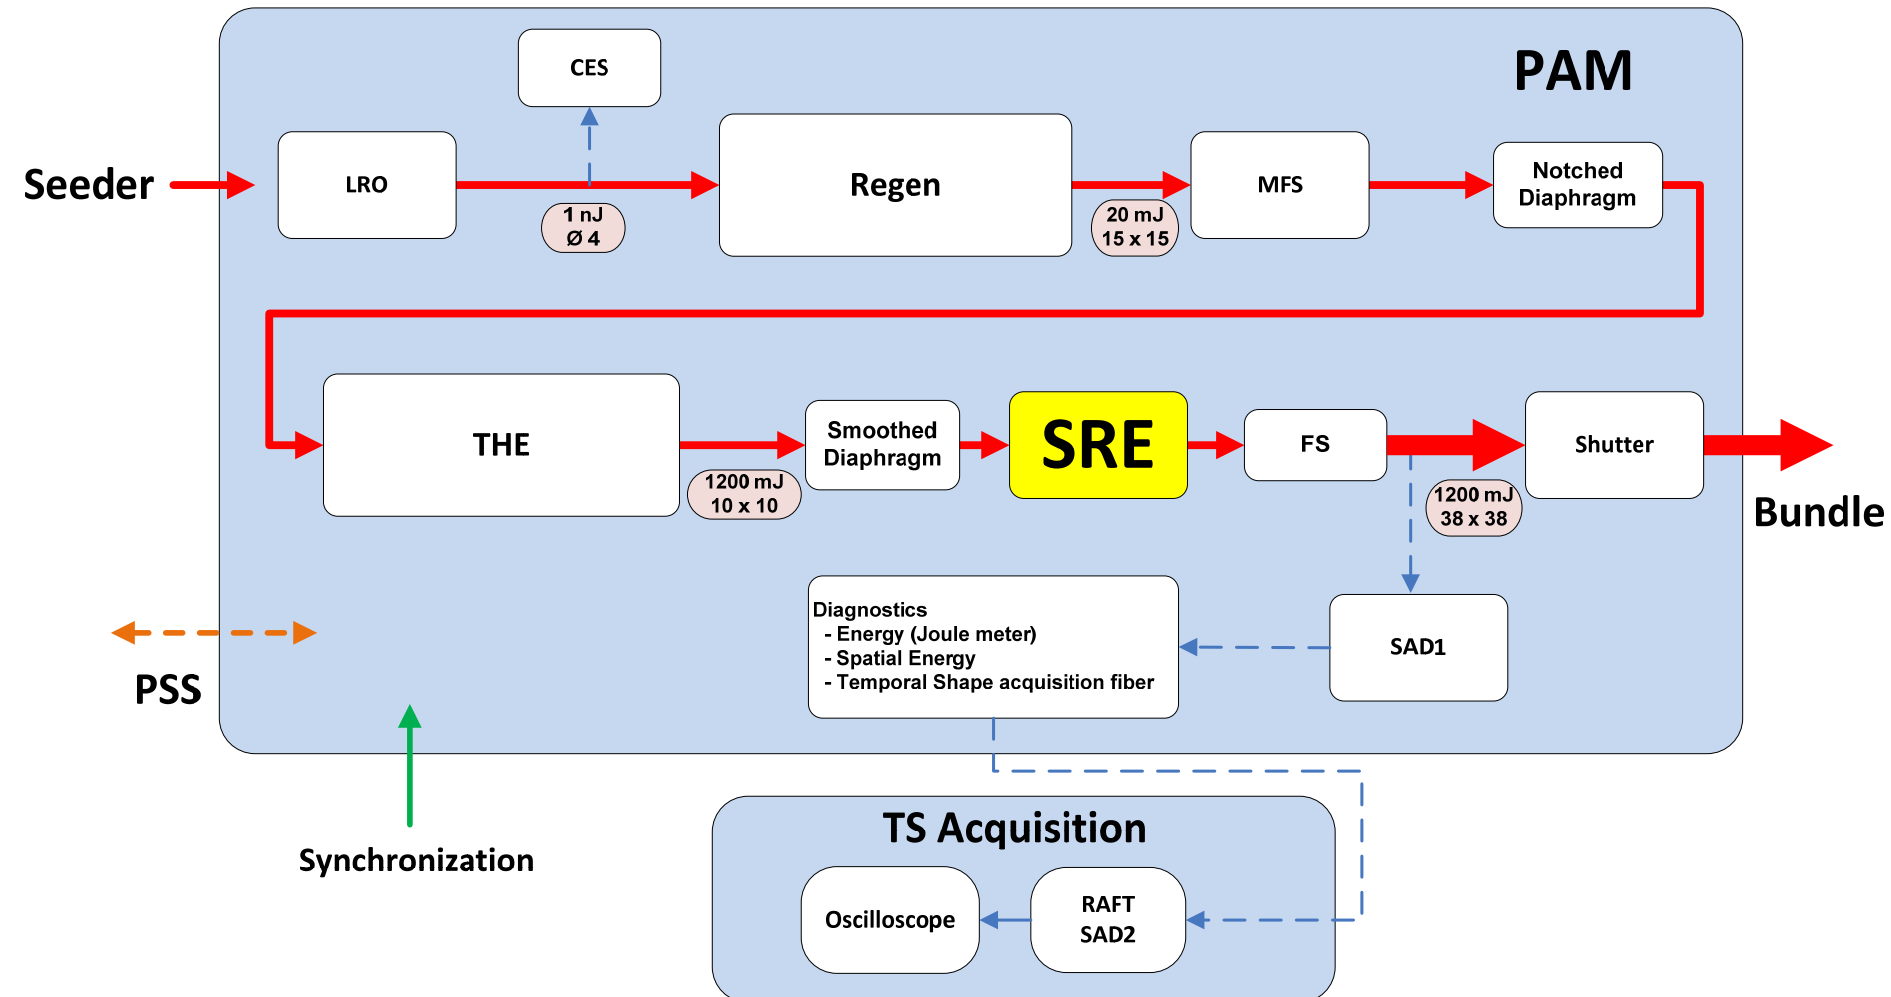 PAM
CES
Seeder
LRO
Regen
MFS
Notched
Diaphragm
1 nJ
Ø 4
20 mJ
15 x 15
THE
Smoothed
Diaphragm
SRE
FS
Shutter
1200 mJ
10 x 10
1200 mJ
38 x 38
Bundle
Diagnostics
- Energy (Joule meter)
- Spatial Energy
- Temporal Shape acquisition fiber
SAD1
PSS
Synchronization
TS Acquisition
Oscilloscope
RAFT
SAD2